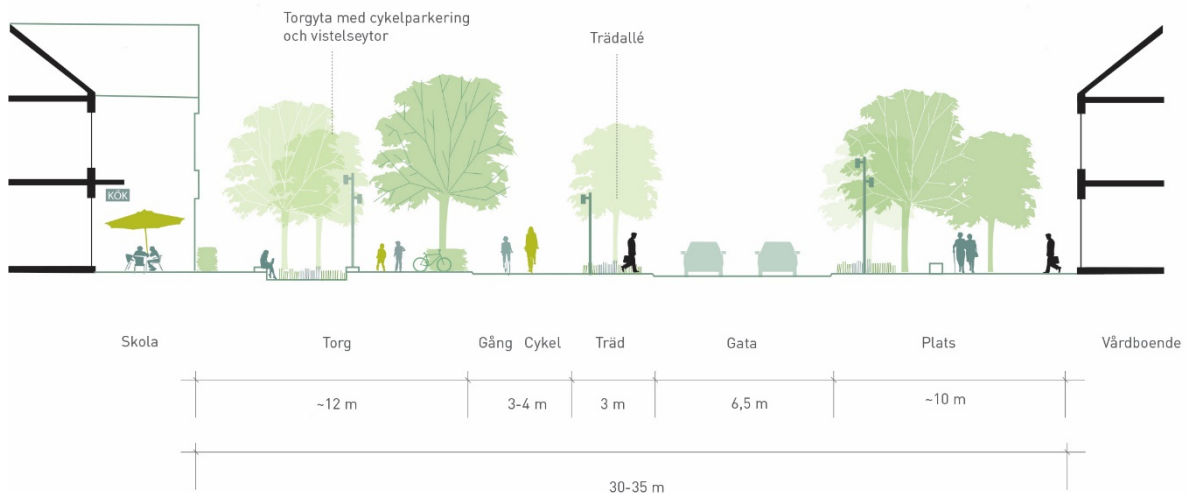 Torgyta med cykelparkering
och vistelseytor
Trädallé
KÖK
Skola
Torg
Gång Cykel
Träd
Gata
Plats
Vårdboende
~12 m
3-4 m
3 m
6,5 m
~10 m
30-35 m